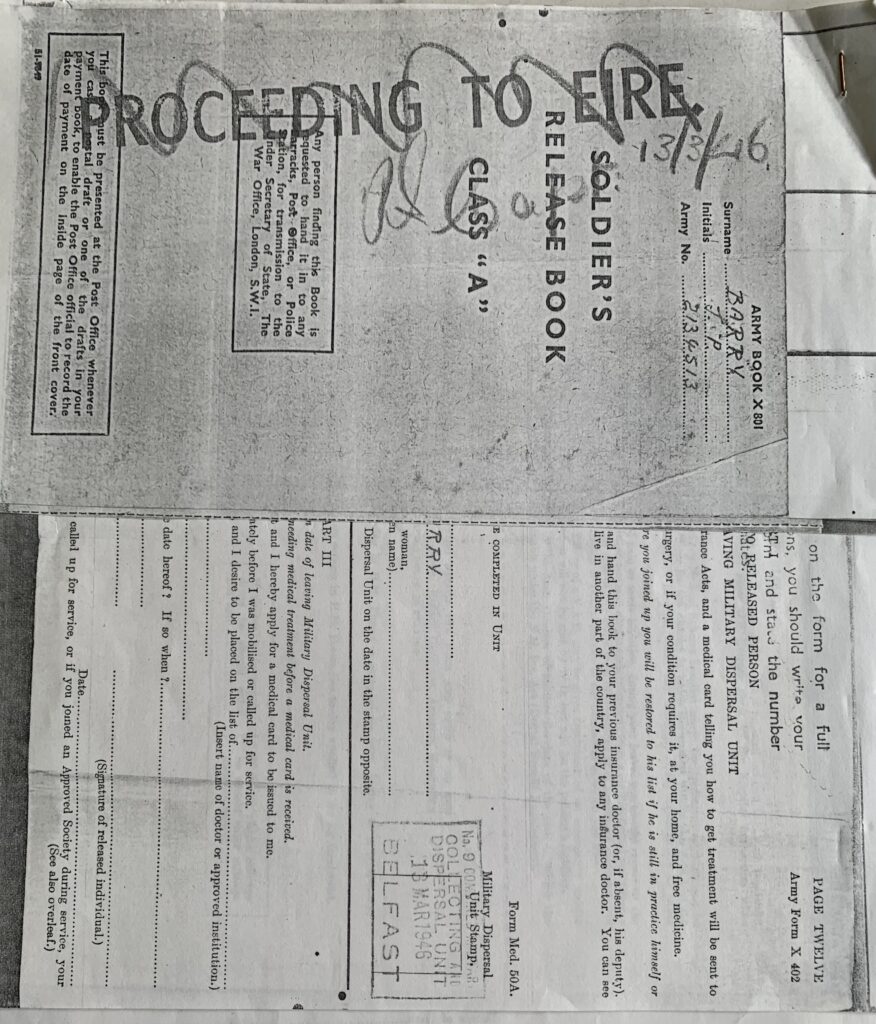 PROCEEDING TO EIRE.
13/3/46
ARMY BOOK X 801
Surname BARRY
Initials
Army No. 2134513
SOLDIER'S
RELEASE BOOK
CLASS "A"
Any person finding this Book is
requested to hand it in to any
Barracks, Post Office, or Police
Station, for transmission to the
Under Secretary of State, The
War Office, London, S.W.1.
This book must be presented at the Post Office whenever
you cash postal draft or one of the drafts in your
payment book, to enable the Post Office official to record the
date of payment on the inside page of the front cover.
PAGE TWELVE
Army Form X 402
on the form for a full
ns, you should write your
and state the number
O RELEASED PERSON
AVING MILITARY DISPERSAL UNIT
rance Acts, and a medical card telling you how to get treatment will be sent to
urgery, or if your condition requires it, at your home, and free medicine.
re you joined up you will be restored to his list if he is still in practice himself or
and hand this book to your previous insurance doctor (or, if absent, his deputy).
live in another part of the country, apply to any insurance doctor. You can see
Form Med. 50A.
E COMPLETED IN UNIT
Military Dispersal
Unit Stamp.
RRY
woman,
en name)
Dispersal Unit on the date in the stamp opposite.
No. 9
COLLECTING
DISPERSAL UNIT
13 MAR 1946
BELFAST
ART III
date of leaving Military Dispersal Unit.
needing medical treatment before a medical card is received.
t and I hereby apply for a medical card to be issued to me.
ately before I was mobilised or called up for service.
and I desire to be placed on the list of
(Insert name of doctor or approved institution.)
e date hereof? If so when?
(Signature of released individual.)
Date
called up for service, or if you joined an Approved Society during service, your
(See also overleaf.)